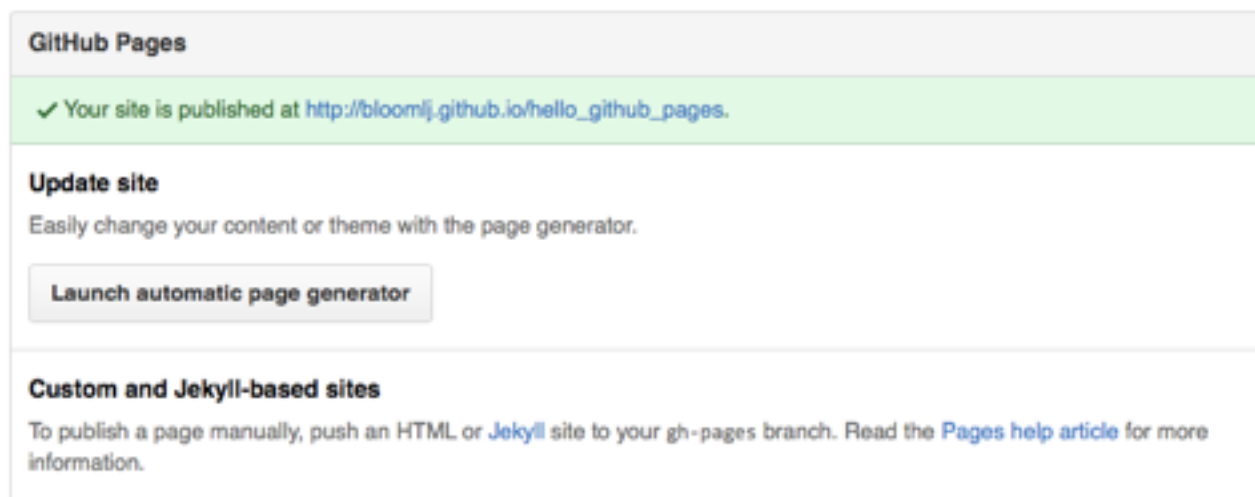 GitHub Pages
✓ Your site is published at http://bloomlj.github.io/hello_github_pages.
Update site
Easily change your content or theme with the page generator.
Launch automatic page generator
Custom and Jekyll-based sites
To publish a page manually, push an HTML or Jekyll site to your gh-pages branch. Read the Pages help article for more
information.